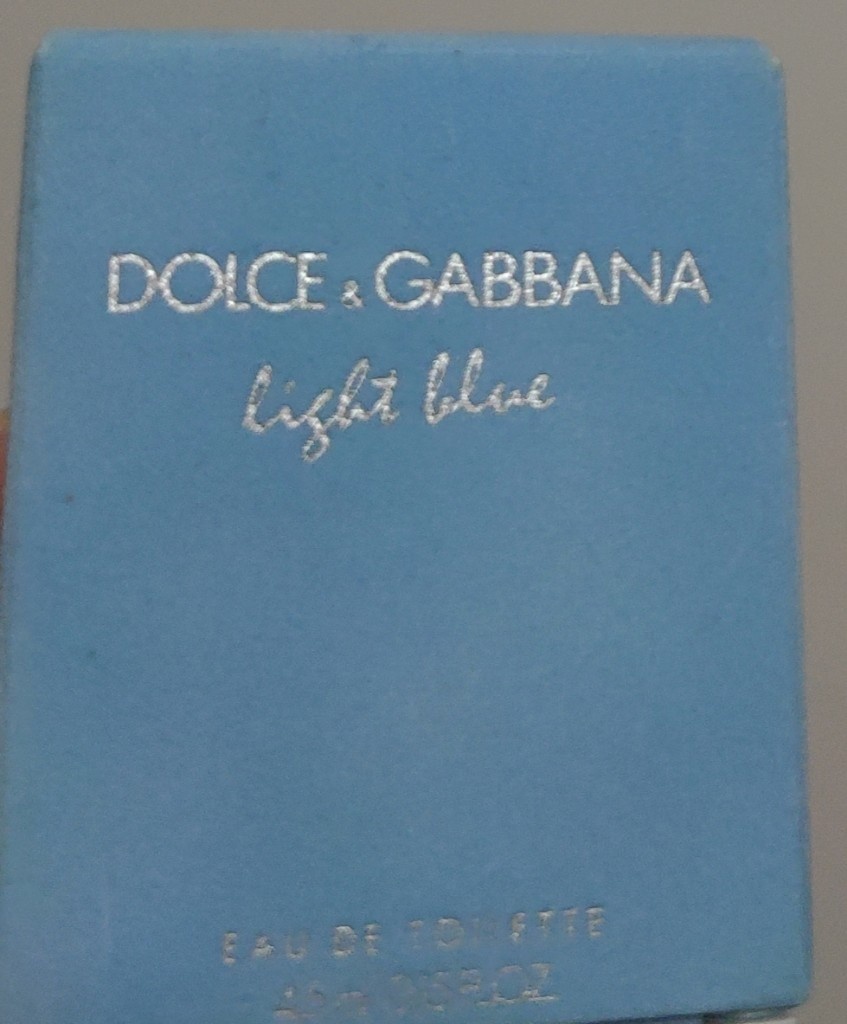 DOLCE & GABBANA
light blue
EAU DE TOILETTE